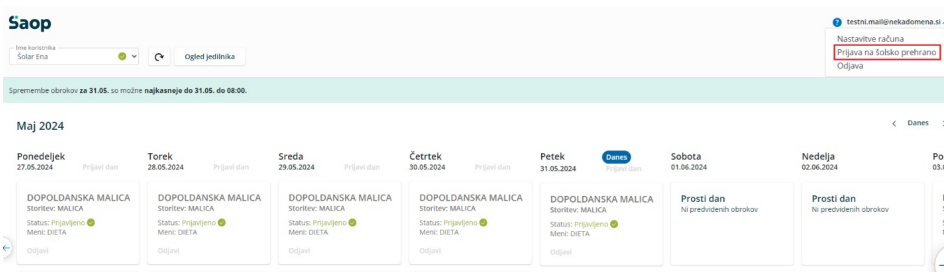 Saop
testni.mail@nekadomena.si
Nastavitve računa
Prijava na šolsko prehrano
Odjava
Ime koristnika
Šolar Ena
Ogled jedilnika
Spremembe obrokov za 31.05. so možne najkasneje do 31.05. do 08:00.
Maj 2024
Danes
Ponedeljek
27.05.2024 Prijavi dan
Torek
28.05.2024 Prijavi dan
Sreda
29.05.2024 Prijavi dan
Četrtek
30.05.2024 Prijavi dan
Petek Danes
31.05.2024 Prijavi dan
Sobota
01.06.2024
Nedelja
02.06.2024
Po
03.0
DOPOLDANSKA MALICA
Storitev: MALICA
Status: Prijavljeno
Meni: DIETA
Odjavi
DOPOLDANSKA MALICA
Storitev: MALICA
Status: Prijavljeno
Meni: DIETA
Odjavi
DOPOLDANSKA MALICA
Storitev: MALICA
Status: Prijavljeno
Meni: DIETA
Odjavi
DOPOLDANSKA MALICA
Storitev: MALICA
Status: Prijavljeno
Meni: DIETA
Odjavi
DOPOLDANSKA MALICA
Storitev: MALICA
Status: Prijavljeno
Meni: DIETA
Odjavi
Prosti dan
Ni predvidenih obrokov
Prosti dan
Ni predvidenih obrokov